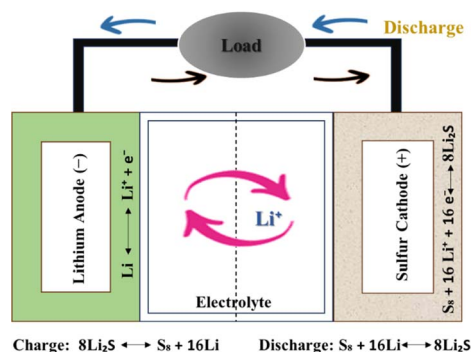 Load
Discharge
Lithium Anode (−)
Li ⟷ Li⁺ + e⁻
Li⁺
Electrolyte
Sulfur Cathode (+)
S₈ + 16 Li⁺ + 16 e⁻ ⟷ 8Li₂S
Charge: 8Li₂S ⟷ S₈ + 16Li
Discharge: S₈ + 16Li ⟷ 8Li₂S